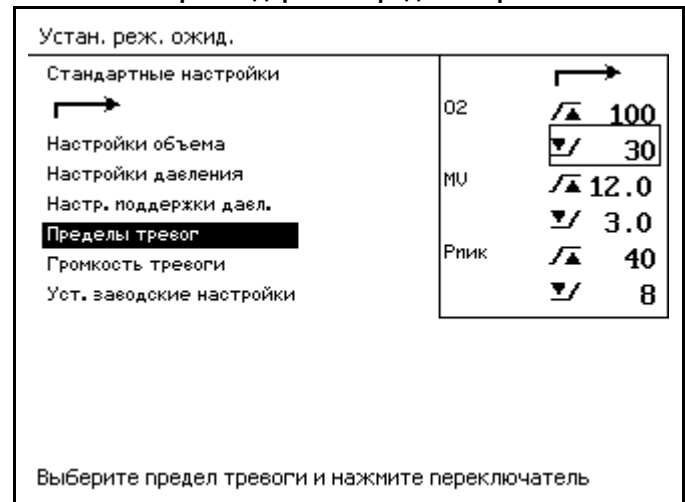 Устан. реж. ожид.
Стандартные настройки
Настройки объема
Настройки давления
Настр. поддержки давл.
Пределы тревог
Громкость тревоги
Уст. заводские настройки
O2 100
30
MV 12.0
3.0
Pпик 40
8
Выберите предел тревоги и нажмите переключатель